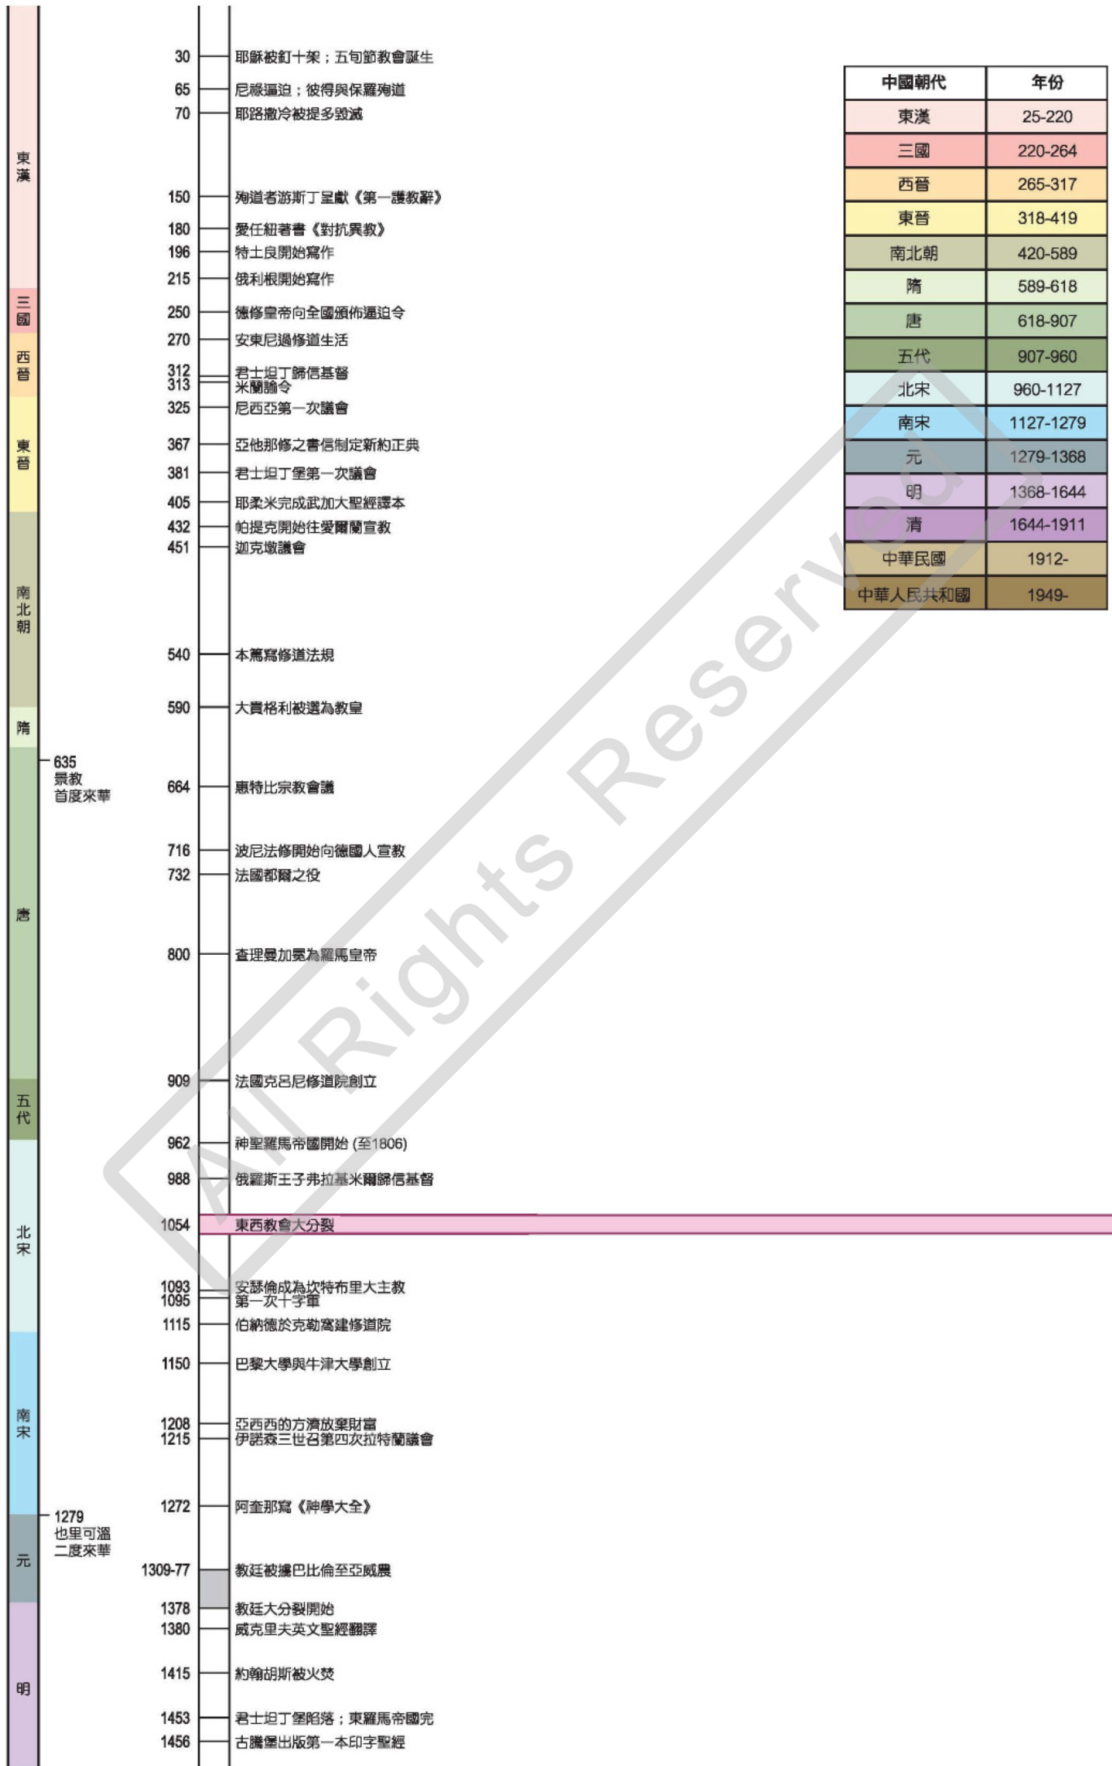 東漢
三國
西晉
東晉
南北朝
隋
唐
五代
北宋
南宋
元
明
635
景教
首度來華
1279
也里可溫
二度來華
30 耶穌被釘十架；五旬節教會誕生
65 尼祿逼迫；彼得與保羅殉道
70 耶路撒冷被提多毀滅
150 殉道者游斯丁呈獻《第一護教辭》
180 愛任紐著書《對抗異教》
196 特土良開始寫作
215 俄利根開始寫作
250 德修皇帝向全國頒佈逼迫令
270 安東尼過修道生活
312 君士坦丁歸信基督
313 米蘭諭令
325 尼西亞第一次議會
367 亞他那修之書信制定新約正典
381 君士坦丁堡第一次議會
405 耶柔米完成武加大聖經譯本
432 帕提克開始往愛爾蘭宣教
451 迦克墩議會
540 本篤寫修道法規
590 大貴格利被選為教皇
664 惠特比宗教會議
716 波尼法修開始向德國人宣教
732 法國都爾之役
800 查理曼加冕為羅馬皇帝
909 法國克呂尼修道院創立
962 神聖羅馬帝國開始 (至1806)
988 俄羅斯王子弗拉基米爾歸信基督
1054 東西教會大分裂
1093 安瑟倫成為坎特布里大主教
1095 第一次十字軍
1115 伯納德於克勒窩建修道院
1150 巴黎大學與牛津大學創立
1208 亞西西的方濟放棄財富
1215 伊諾森三世召第四次拉特蘭議會
1272 阿奎那寫《神學大全》
1309-77 教廷被擄巴比倫至亞威農
1378 教廷大分裂開始
1380 威克里夫英文聖經翻譯
1415 約翰胡斯被火焚
1453 君士坦丁堡陷落；東羅馬帝國完
1456 古騰堡出版第一本印字聖經
中國朝代 年份
東漢 25-220
三國 220-264
西晉 265-317
東晉 318-419
南北朝 420-589
隋 589-618
唐 618-907
五代 907-960
北宋 960-1127
南宋 1127-1279
元 1279-1368
明 1368-1644
清 1644-1911
中華民國 1912-
中華人民共和國 1949-
All Rights Reserved